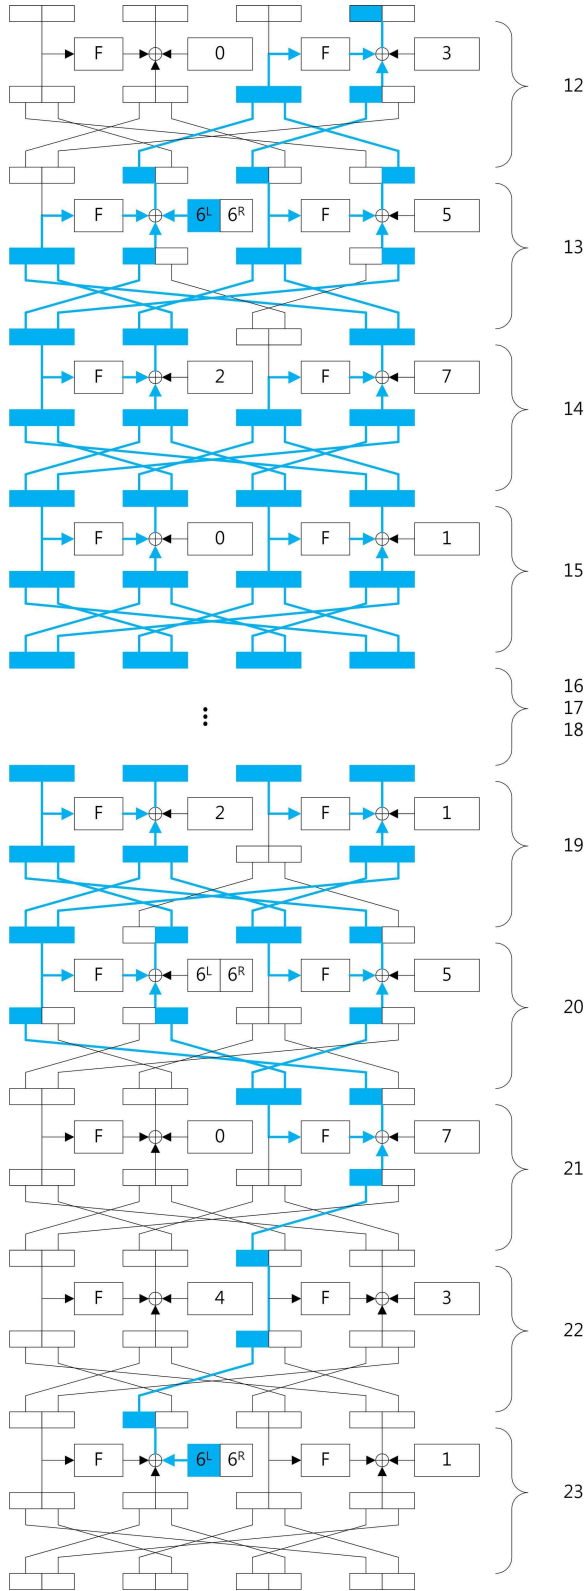 F 0 F 3
12
F 6ᴸ 6ᴿ F 5
13
F 2 F 7
14
F 0 F 1
15
16
17
18
F 2 F 1
19
F 6ᴸ 6ᴿ F 5
20
F 0 F 7
21
F 4 F 3
22
F 6ᴸ 6ᴿ F 1
23